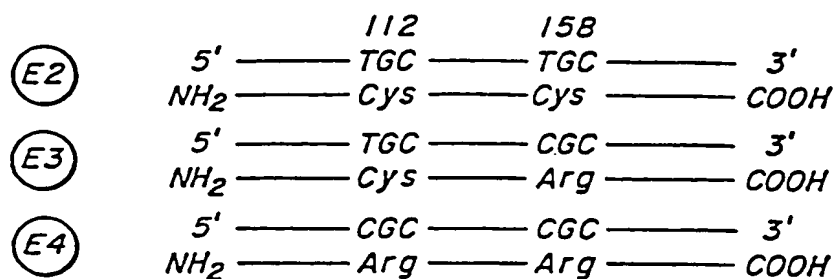 112 158
E2 5' TGC TGC 3'
NH2 Cys Cys COOH
E3 5' TGC CGC 3'
NH2 Cys Arg COOH
E4 5' CGC CGC 3'
NH2 Arg Arg COOH